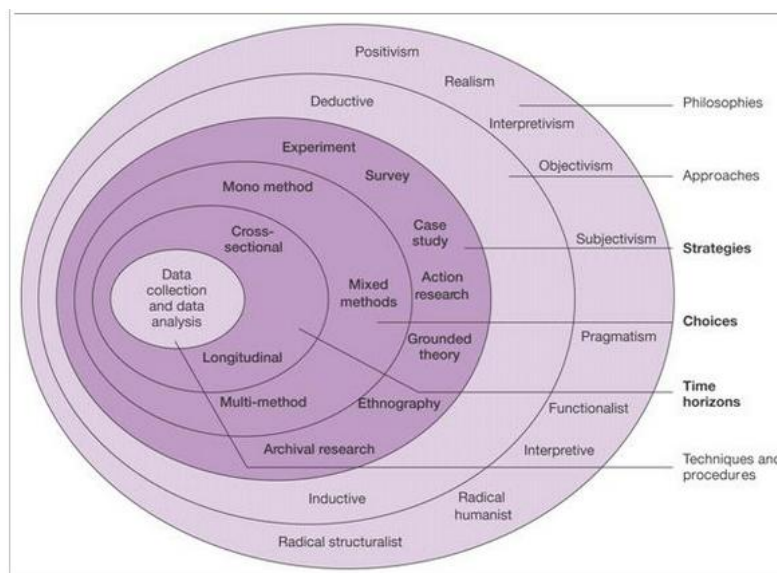 Positivism
Realism
Philosophies
Deductive
Interpretivism
Experiment
Objectivism
Approaches
Survey
Mono method
Cross-
sectional
Case
study
Subjectivism
Strategies
Data
collection
and data
analysis
Mixed
methods
Action
research
Choices
Pragmatism
Grounded
theory
Longitudinal
Time
horizons
Multi-method
Ethnography
Functionalist
Archival research
Interpretive
Techniques and
procedures
Inductive
Radical
humanist
Radical structuralist